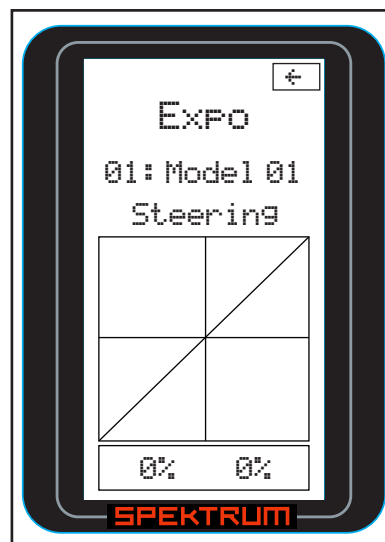 ←
Expo
01: Model 01
Steering
0% 0%
SPEKTRUM